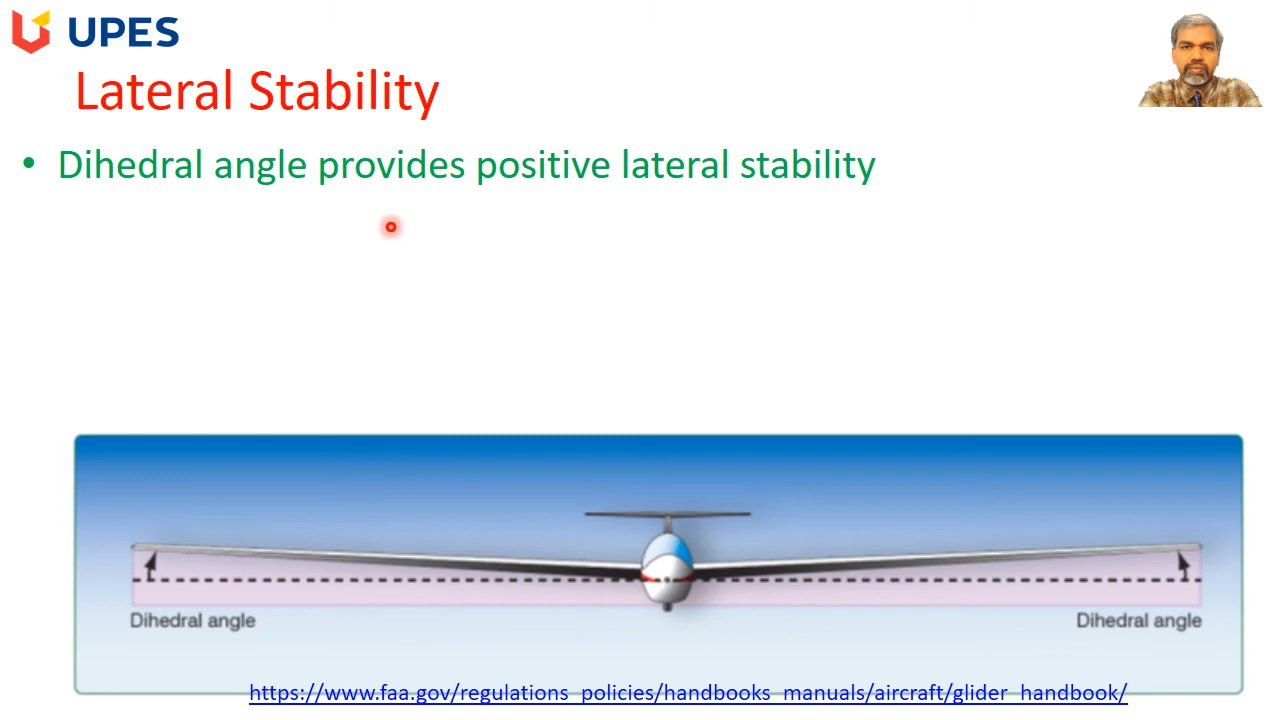 UPES
Lateral Stability
• Dihedral angle provides positive lateral stability
Dihedral angle
Dihedral angle
https://www.faa.gov/regulations_policies/handbooks_manuals/aircraft/glider_handbook/